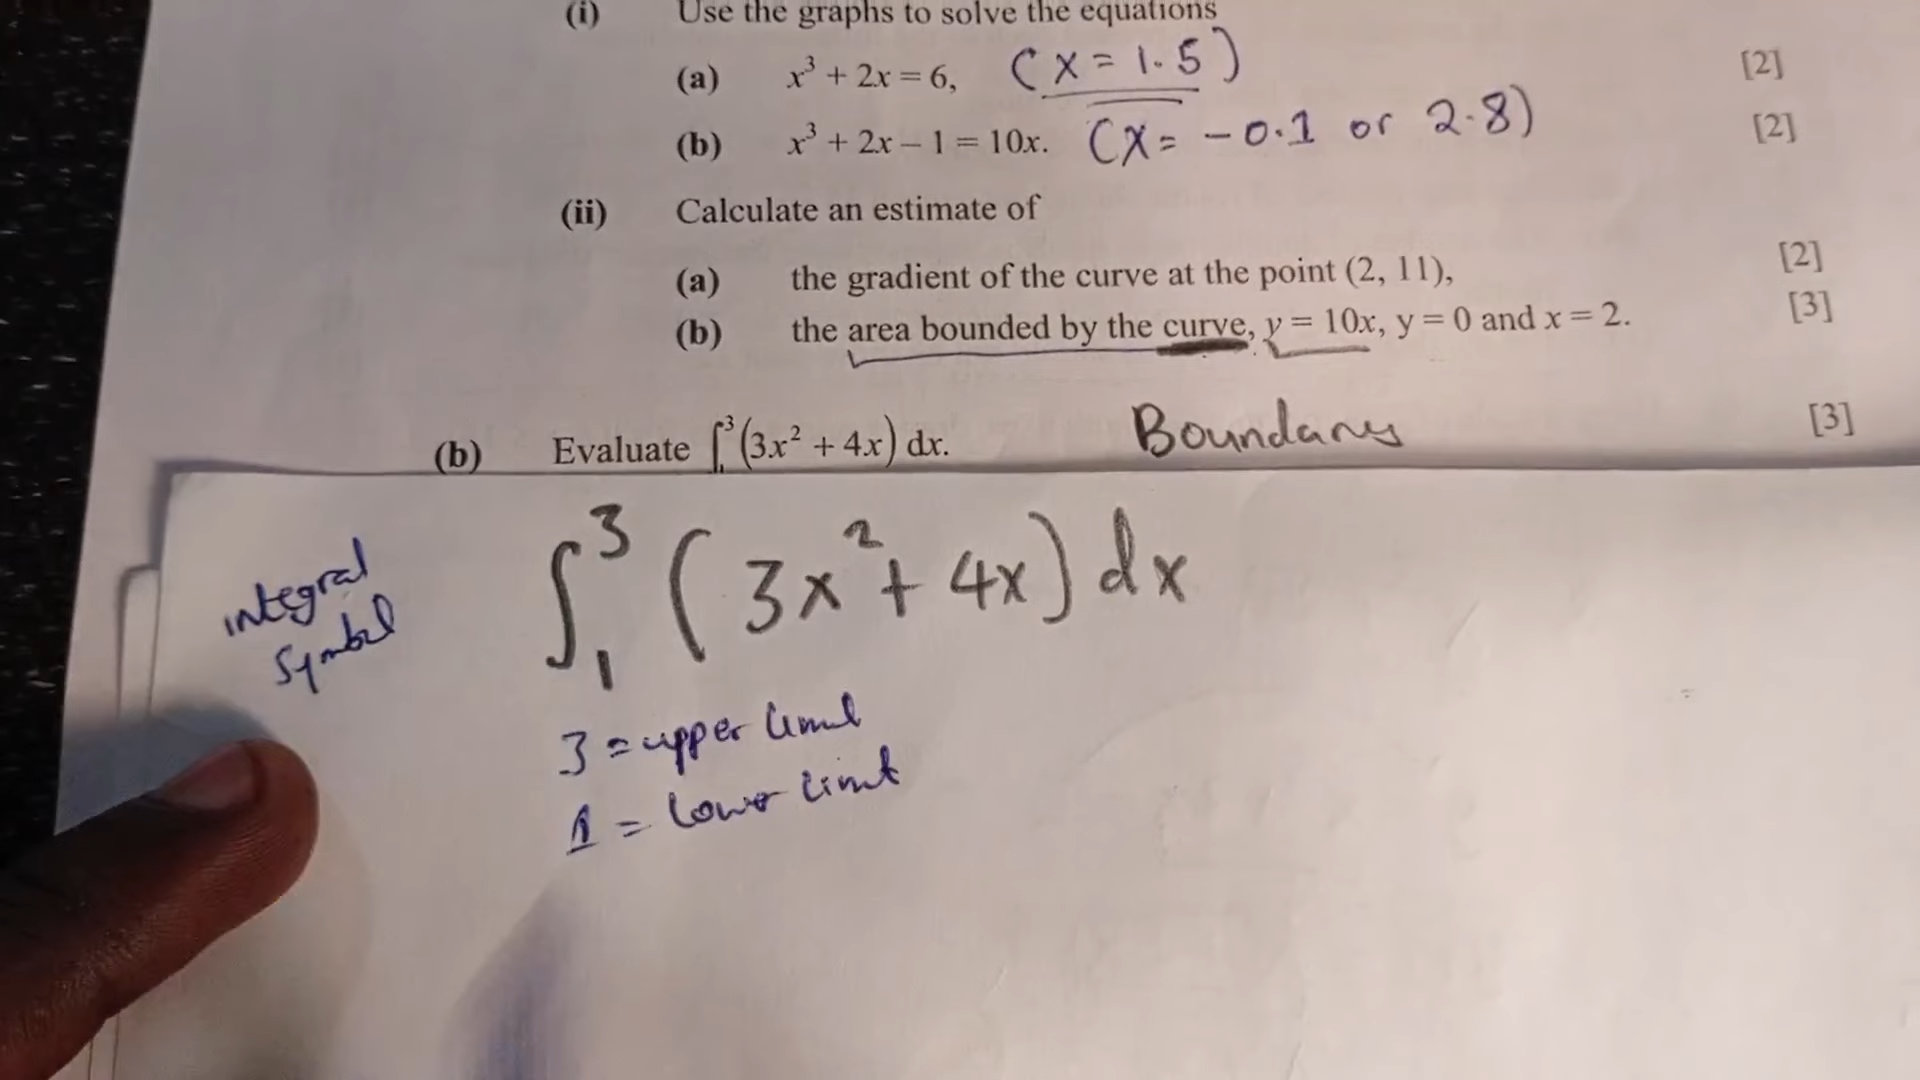 (i) Use the graphs to solve the equations
(a) x³ + 2x = 6, (x = 1.5) [2]
(b) x³ + 2x – 1 = 10x. (x = -0.1 or 2.8) [2]
(ii) Calculate an estimate of
(a) the gradient of the curve at the point (2, 11), [2]
(b) the area bounded by the curve, y = 10x, y = 0 and x = 2. [3]
(b) Evaluate ∫₁³ (3x² + 4x) dx. Boundary [3]
∫₁³ (3x² + 4x) dx
integral
symbol
3 = upper limit
1 = lower limit